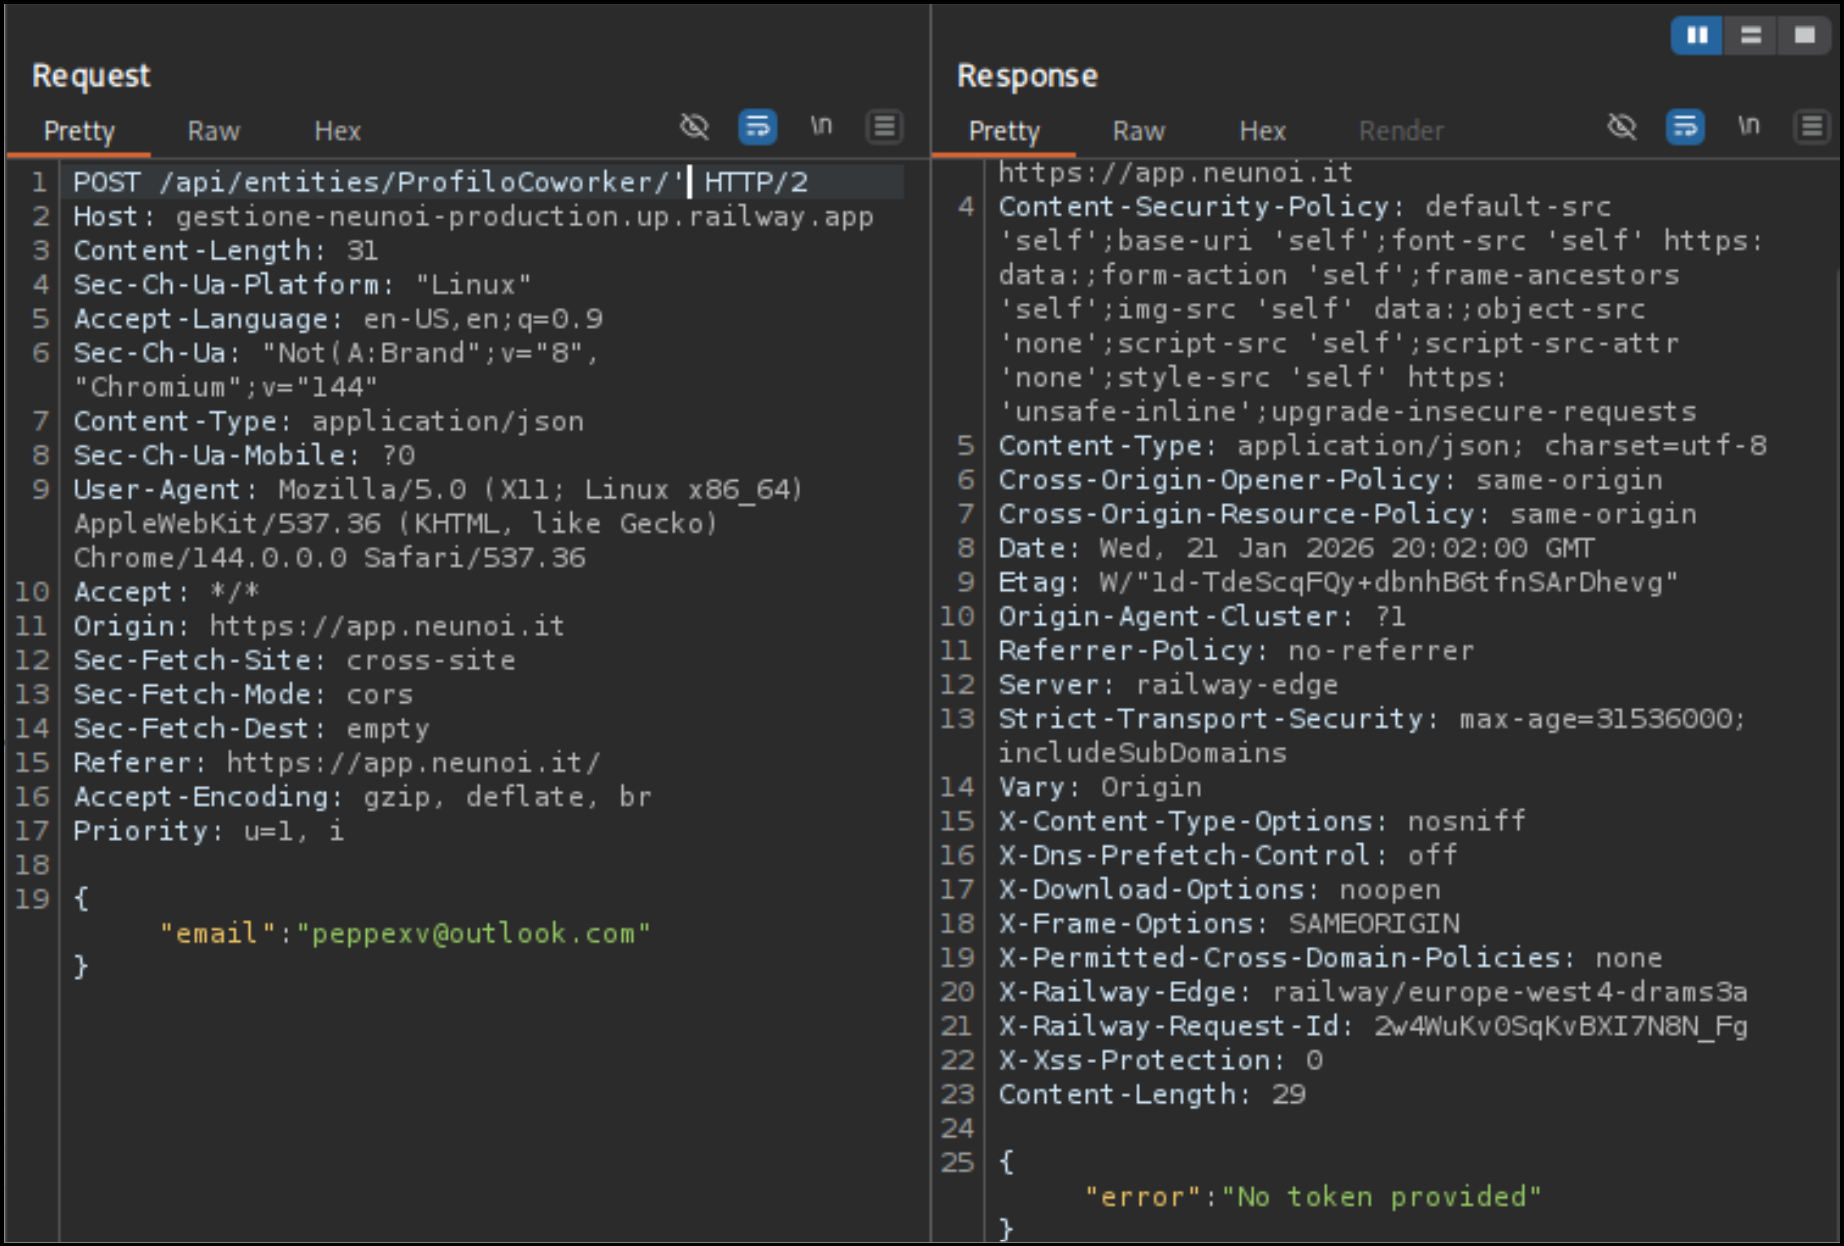 Request
Pretty Raw Hex \n
1 POST /api/entities/ProfiloCoworker/' HTTP/2
2 Host: gestione-neunoi-production.up.railway.app
3 Content-Length: 31
4 Sec-Ch-Ua-Platform: "Linux"
5 Accept-Language: en-US,en;q=0.9
6 Sec-Ch-Ua: "Not(A:Brand";v="8",
"Chromium";v="144"
7 Content-Type: application/json
8 Sec-Ch-Ua-Mobile: ?0
9 User-Agent: Mozilla/5.0 (X11; Linux x86_64)
AppleWebKit/537.36 (KHTML, like Gecko)
Chrome/144.0.0.0 Safari/537.36
10 Accept: */*
11 Origin: https://app.neunoi.it
12 Sec-Fetch-Site: cross-site
13 Sec-Fetch-Mode: cors
14 Sec-Fetch-Dest: empty
15 Referer: https://app.neunoi.it/
16 Accept-Encoding: gzip, deflate, br
17 Priority: u=1, i
18
19 {
"email":"peppexv@outlook.com"
}
Response
Pretty Raw Hex Render \n
https://app.neunoi.it
4 Content-Security-Policy: default-src
'self';base-uri 'self';font-src 'self' https:
data:;form-action 'self';frame-ancestors
'self';img-src 'self' data:;object-src
'none';script-src 'self';script-src-attr
'none';style-src 'self' https:
'unsafe-inline';upgrade-insecure-requests
5 Content-Type: application/json; charset=utf-8
6 Cross-Origin-Opener-Policy: same-origin
7 Cross-Origin-Resource-Policy: same-origin
8 Date: Wed, 21 Jan 2026 20:02:00 GMT
9 Etag: W/"1d-TdeScqFQy+dbnhB6tfnSArDhevg"
10 Origin-Agent-Cluster: ?1
11 Referrer-Policy: no-referrer
12 Server: railway-edge
13 Strict-Transport-Security: max-age=31536000;
includeSubDomains
14 Vary: Origin
15 X-Content-Type-Options: nosniff
16 X-Dns-Prefetch-Control: off
17 X-Download-Options: noopen
18 X-Frame-Options: SAMEORIGIN
19 X-Permitted-Cross-Domain-Policies: none
20 X-Railway-Edge: railway/europe-west4-drams3a
21 X-Railway-Request-Id: 2w4WuKv0SqKvBXI7N8N_Fg
22 X-Xss-Protection: 0
23 Content-Length: 29
24
25 {
"error":"No token provided"
}